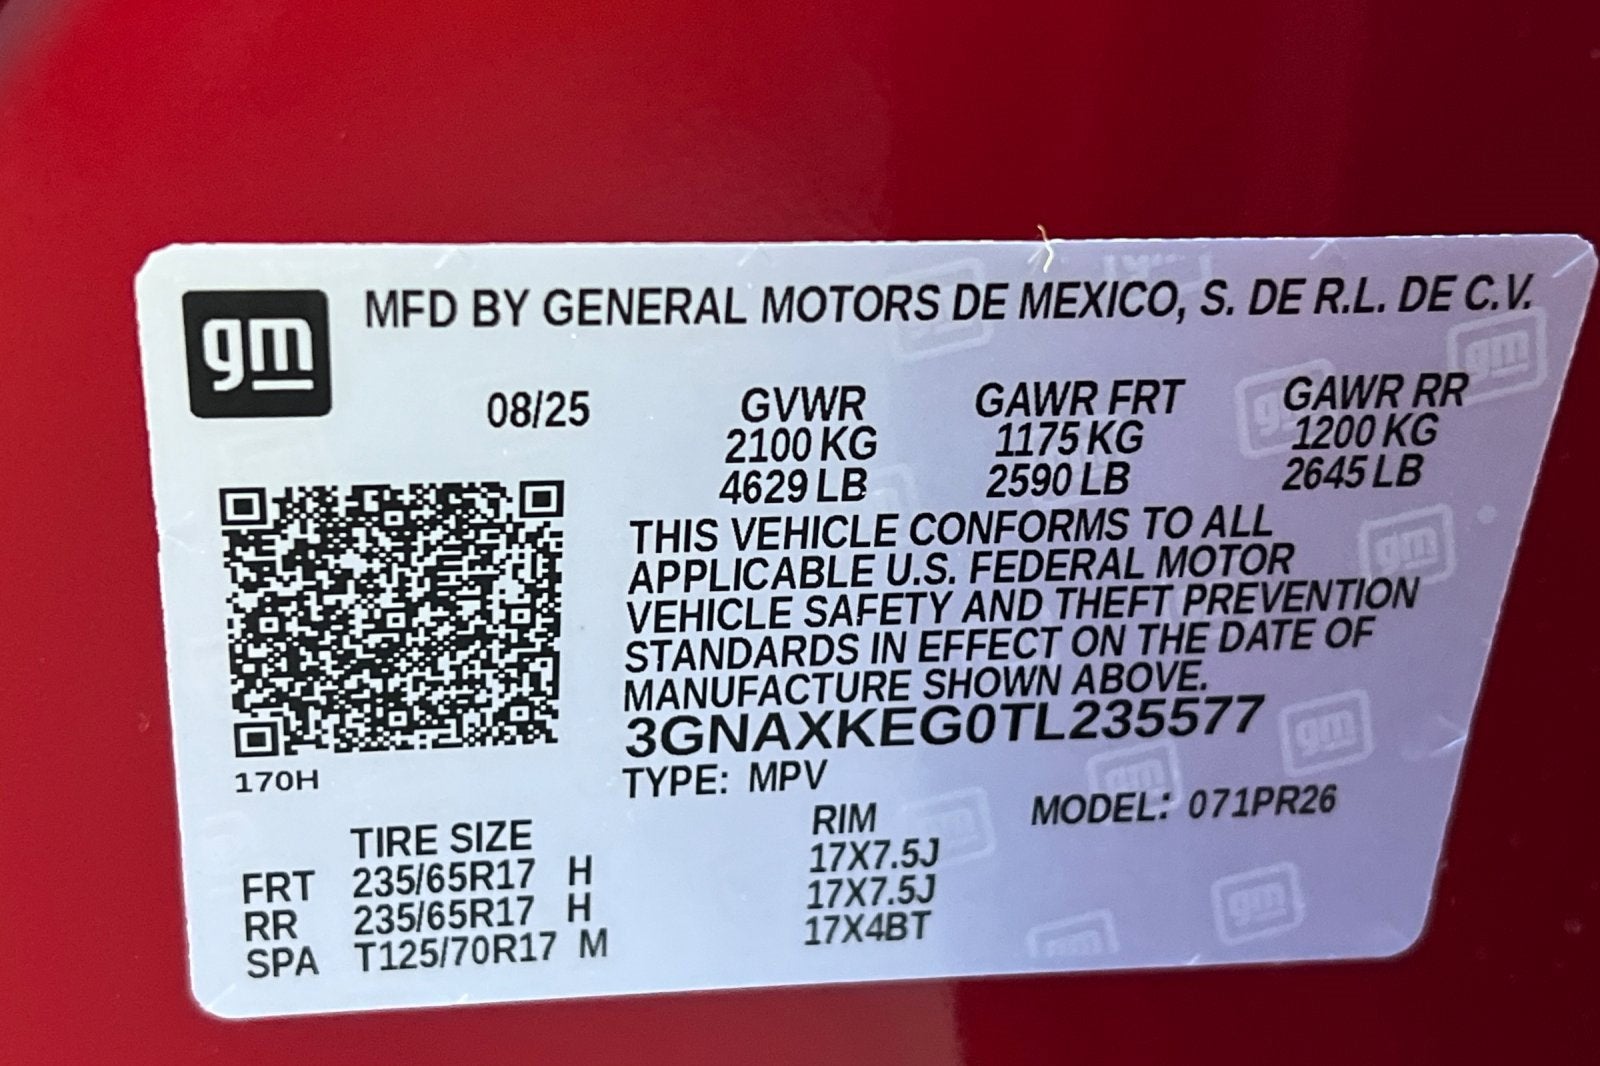 gm
MFD BY GENERAL MOTORS DE MEXICO, S. DE R.L. DE C.V.
08/25 GVWR GAWR FRT GAWR RR
2100 KG 1175 KG 1200 KG
4629 LB 2590 LB 2645 LB
THIS VEHICLE CONFORMS TO ALL
APPLICABLE U.S. FEDERAL MOTOR
VEHICLE SAFETY AND THEFT PREVENTION
STANDARDS IN EFFECT ON THE DATE OF
MANUFACTURE SHOWN ABOVE.
3GNAXKEG0TL235577
170H
TYPE: MPV
MODEL: 071PR26
TIRE SIZE RIM
FRT 235/65R17 H 17X7.5J
RR 235/65R17 H 17X7.5J
SPA T125/70R17 M 17X4BT